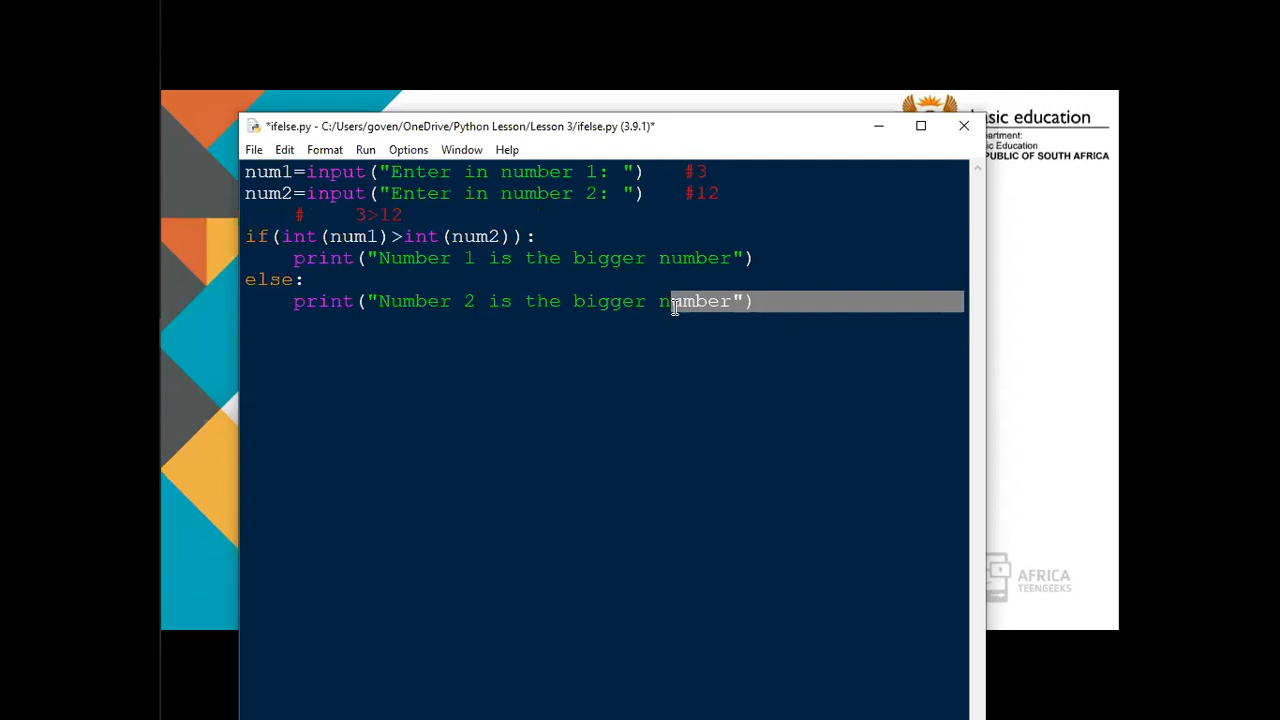 asic education
artment:
sic Education
PUBLIC OF SOUTH AFRICA
*ifelse.py - C:/Users/goven/OneDrive/Python Lesson/Lesson 3/ifelse.py (3.9.1)*
File Edit Format Run Options Window Help
num1=input("Enter in number 1: ") #3
num2=input("Enter in number 2: ") #12
# 3>12
if(int(num1)>int(num2)):
print("Number 1 is the bigger number")
else:
print("Number 2 is the bigger number")
AFRICA
TEENGEEKS